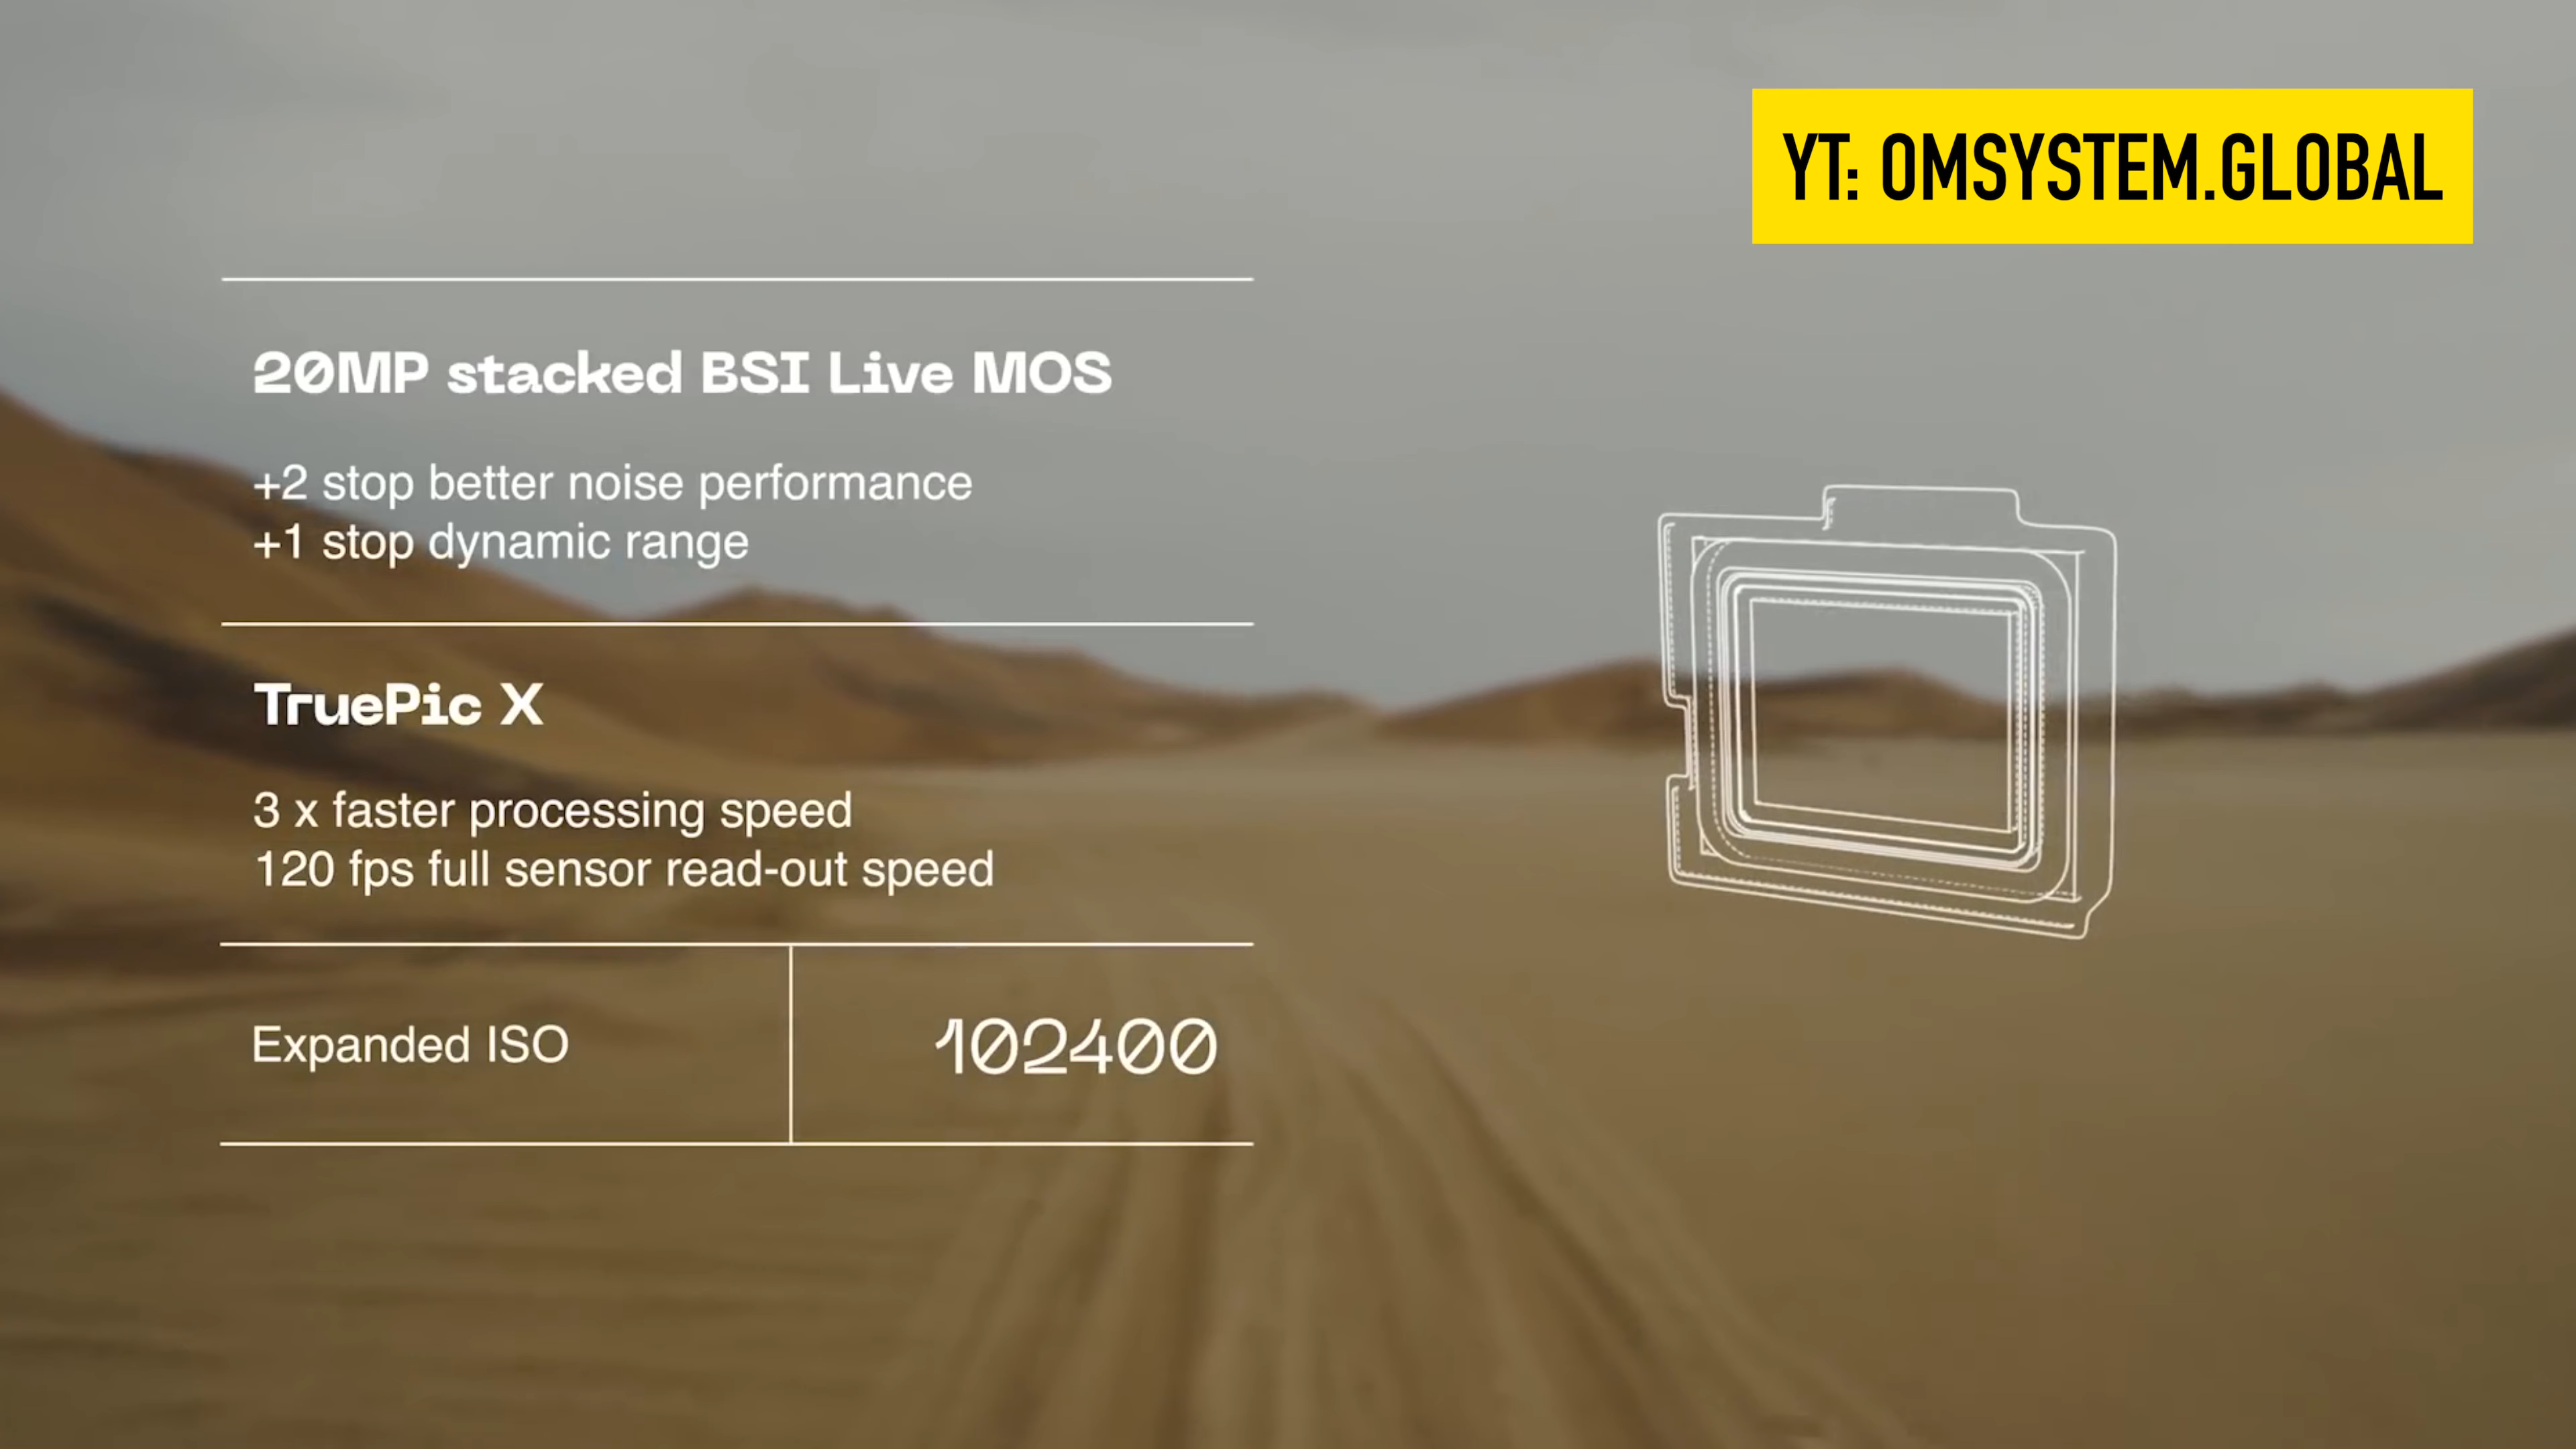 YT: OMSYSTEM.GLOBAL
20MP stacked BSI Live MOS
+2 stop better noise performance
+1 stop dynamic range
TruePic X
3 x faster processing speed
120 fps full sensor read-out speed
Expanded ISO
102400